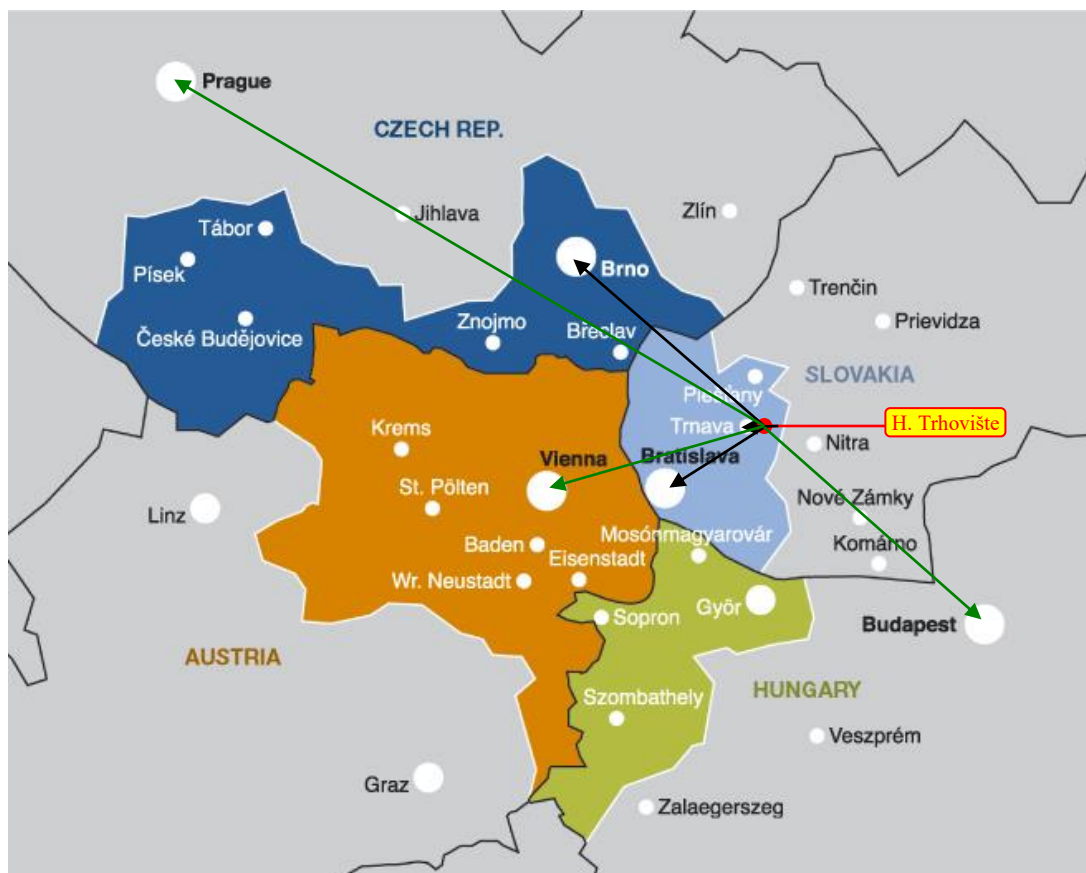 Prague
CZECH REP.
Jihlava
Zlín
Tábor
Písek
Brno
Trenčín
České Budějovice
Znojmo
Břeclav
Prievidza
SLOVAKIA
Piešťany
H. Trhovište
Trnava
Krems
Nitra
Vienna
Bratislava
St. Pölten
Nové Zámky
Linz
Mosónmagyarovár
Komárno
Baden
Eisenstadt
Wr. Neustadt
Györ
Sopron
Budapest
AUSTRIA
HUNGARY
Szombathely
Veszprém
Graz
Zalaegerszeg